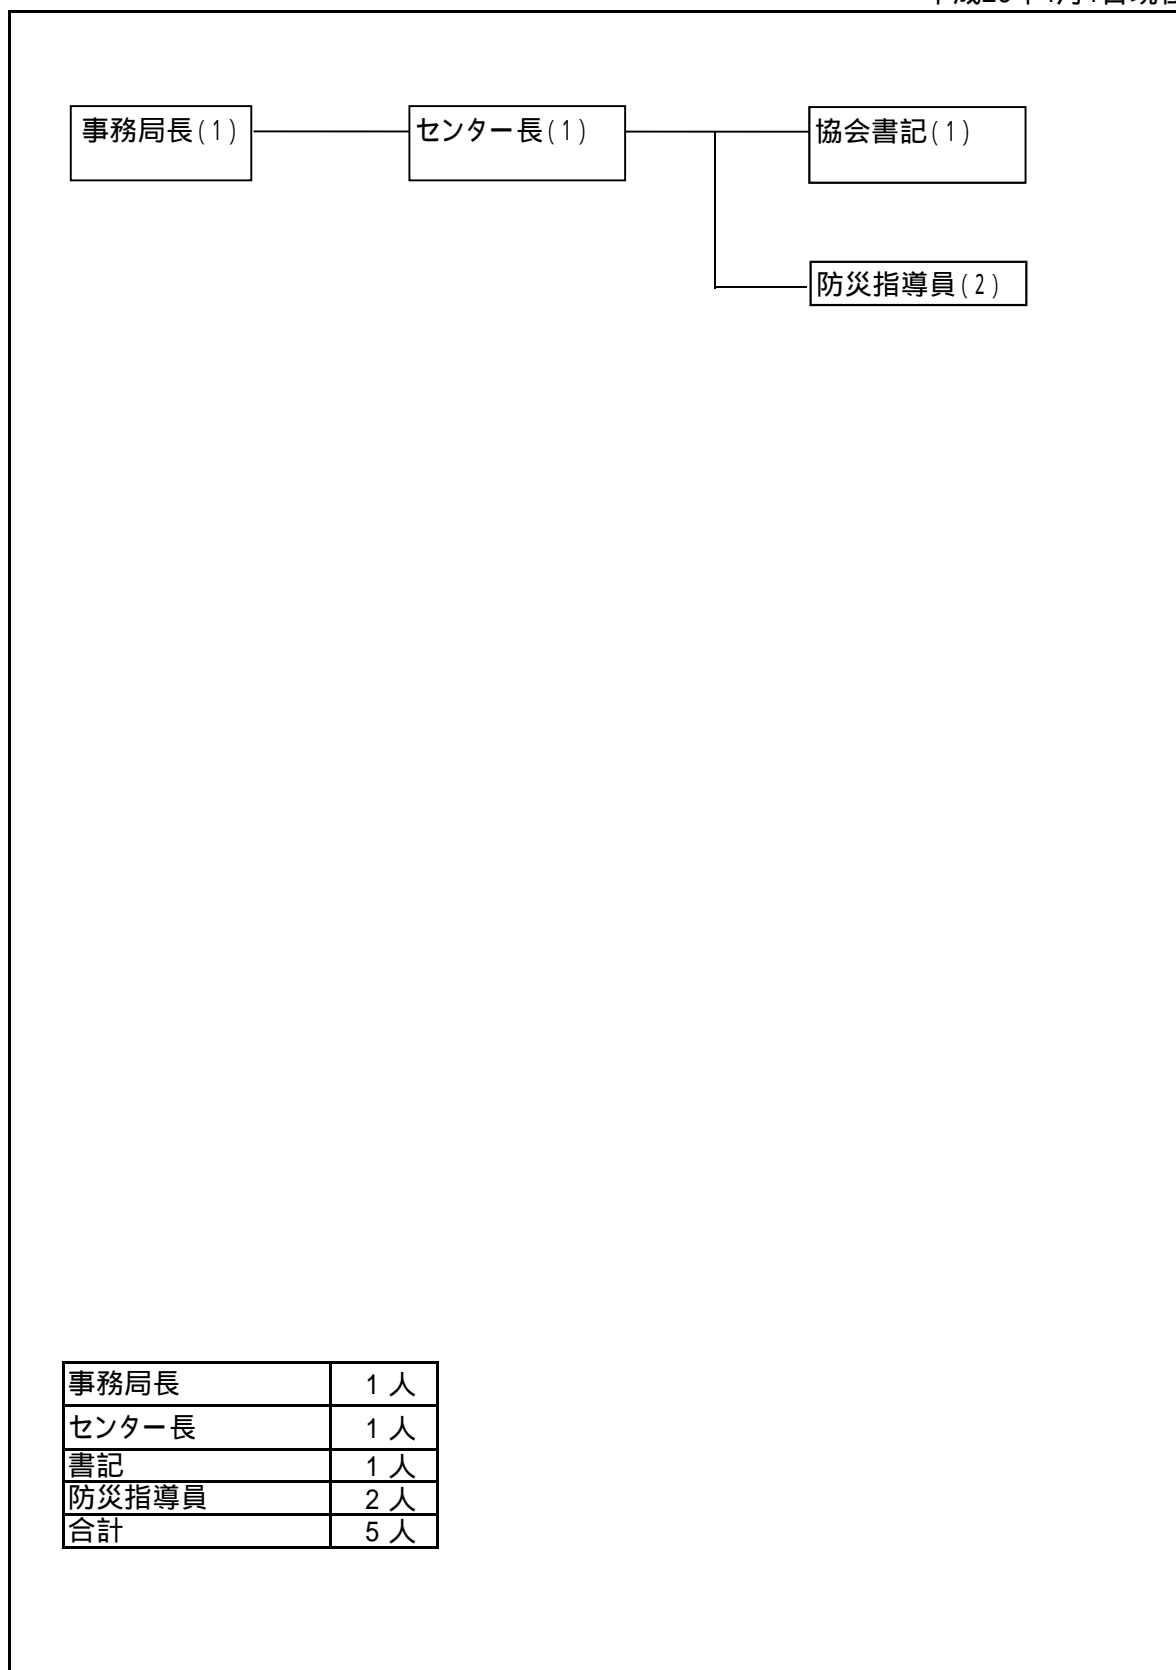 事務局長(1) センター長(1) 協会書記(1)
防災指導員(2)
事務局長 1人
センター長 1人
書記 1人
防災指導員 2人
合計 5人